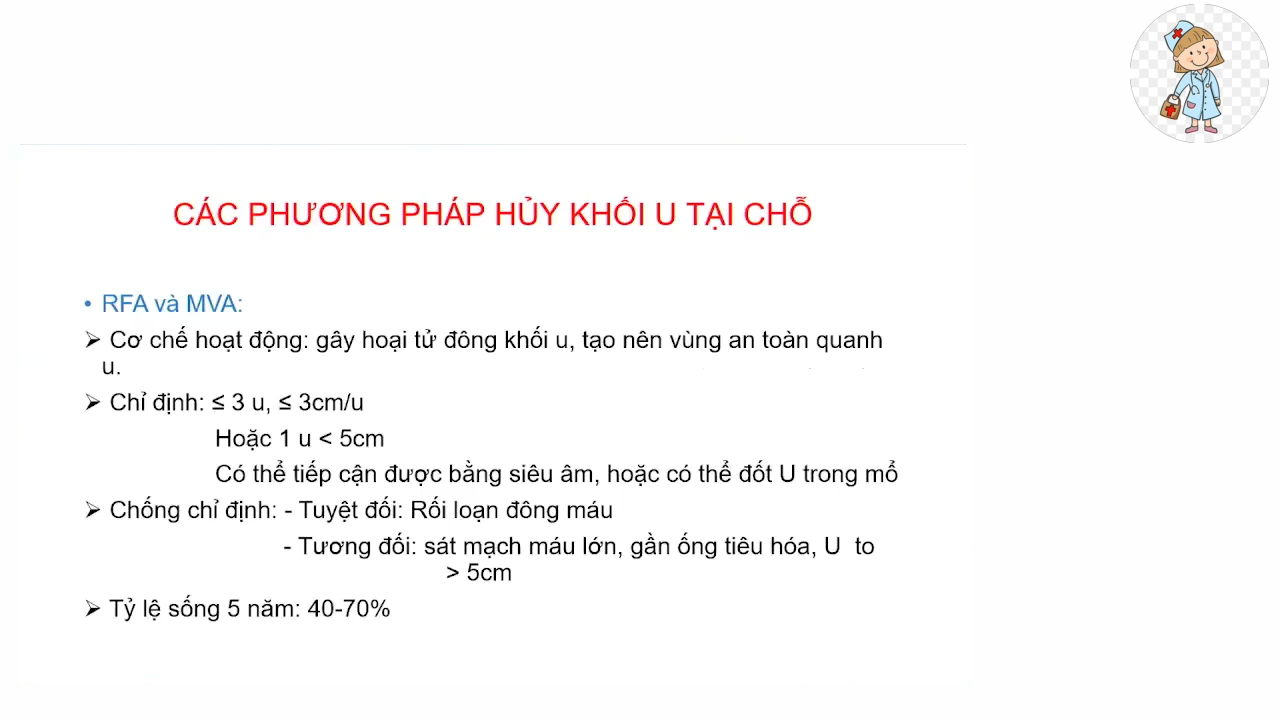 CÁC PHƯƠNG PHÁP HỦY KHỐI U TẠI CHỖ
• RFA và MVA:
➢ Cơ chế hoạt động: gây hoại tử đông khối u, tạo nên vùng an toàn quanh
u.
➢ Chỉ định: ≤ 3 u, ≤ 3cm/u
Hoặc 1 u < 5cm
Có thể tiếp cận được bằng siêu âm, hoặc có thể đốt U trong mổ
➢ Chống chỉ định: - Tuyệt đối: Rối loạn đông máu
- Tương đối: sát mạch máu lớn, gần ống tiêu hóa, U to
> 5cm
➢ Tỷ lệ sống 5 năm: 40-70%